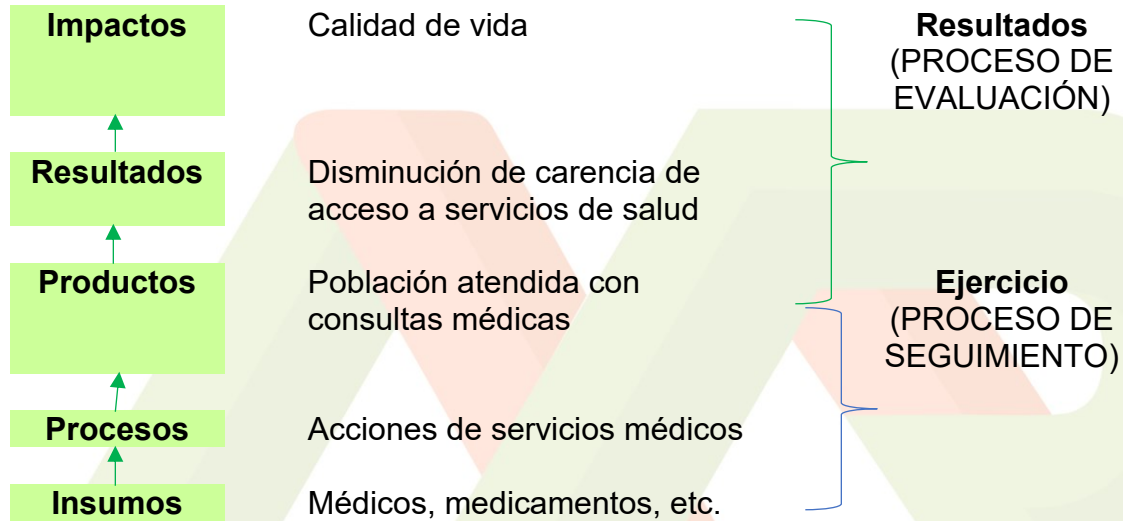 Impactos
Calidad de vida
Resultados
(PROCESO DE
EVALUACIÓN)
Resultados
Disminución de carencia de
acceso a servicios de salud
Productos
Población atendida con
consultas médicas
Ejercicio
(PROCESO DE
SEGUIMIENTO)
Procesos
Acciones de servicios médicos
Insumos
Médicos, medicamentos, etc.